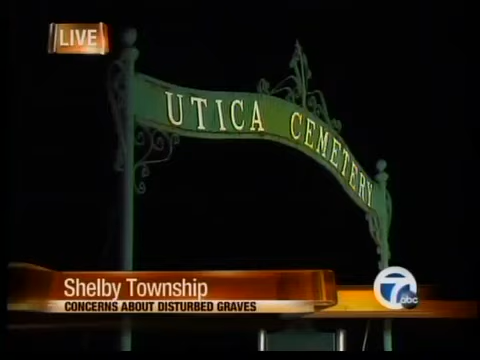 LIVE
UTICA CEMETERY
Shelby Township
CONCERNS ABOUT DISTURBED GRAVES
7 abc